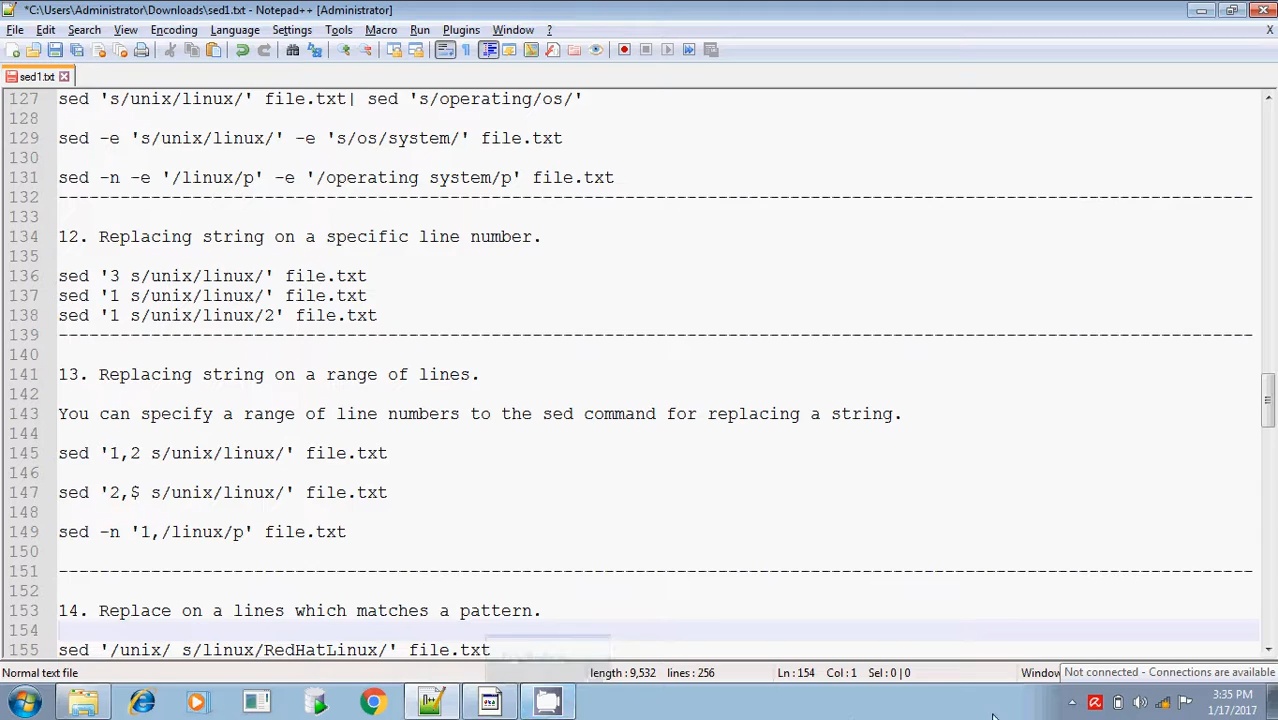 *C:\Users\Administrator\Downloads\sed1.txt - Notepad++ [Administrator]
File Edit Search View Encoding Language Settings Tools Macro Run Plugins Window ? X
sed1.txt
127 sed 's/unix/linux/' file.txt| sed 's/operating/os/'
128
129 sed -e 's/unix/linux/' -e 's/os/system/' file.txt
130
131 sed -n -e '/linux/p' -e '/operating system/p' file.txt
132 --------------------------------------------------------------------------------------------------------------------
133
134 12. Replacing string on a specific line number.
135
136 sed '3 s/unix/linux/' file.txt
137 sed '1 s/unix/linux/' file.txt
138 sed '1 s/unix/linux/2' file.txt
139 --------------------------------------------------------------------------------------------------------------------
140
141 13. Replacing string on a range of lines.
142
143 You can specify a range of line numbers to the sed command for replacing a string.
144
145 sed '1,2 s/unix/linux/' file.txt
146
147 sed '2,$ s/unix/linux/' file.txt
148
149 sed -n '1,/linux/p' file.txt
150
151 --------------------------------------------------------------------------------------------------------------------
152
153 14. Replace on a lines which matches a pattern.
154
155 sed '/unix/ s/linux/RedHatLinux/' file.txt
Normal text file length : 9,532 lines : 256 Ln : 154 Col : 1 Sel : 0 | 0 Window Not connected - Connections are available
3:35 PM
1/17/2017